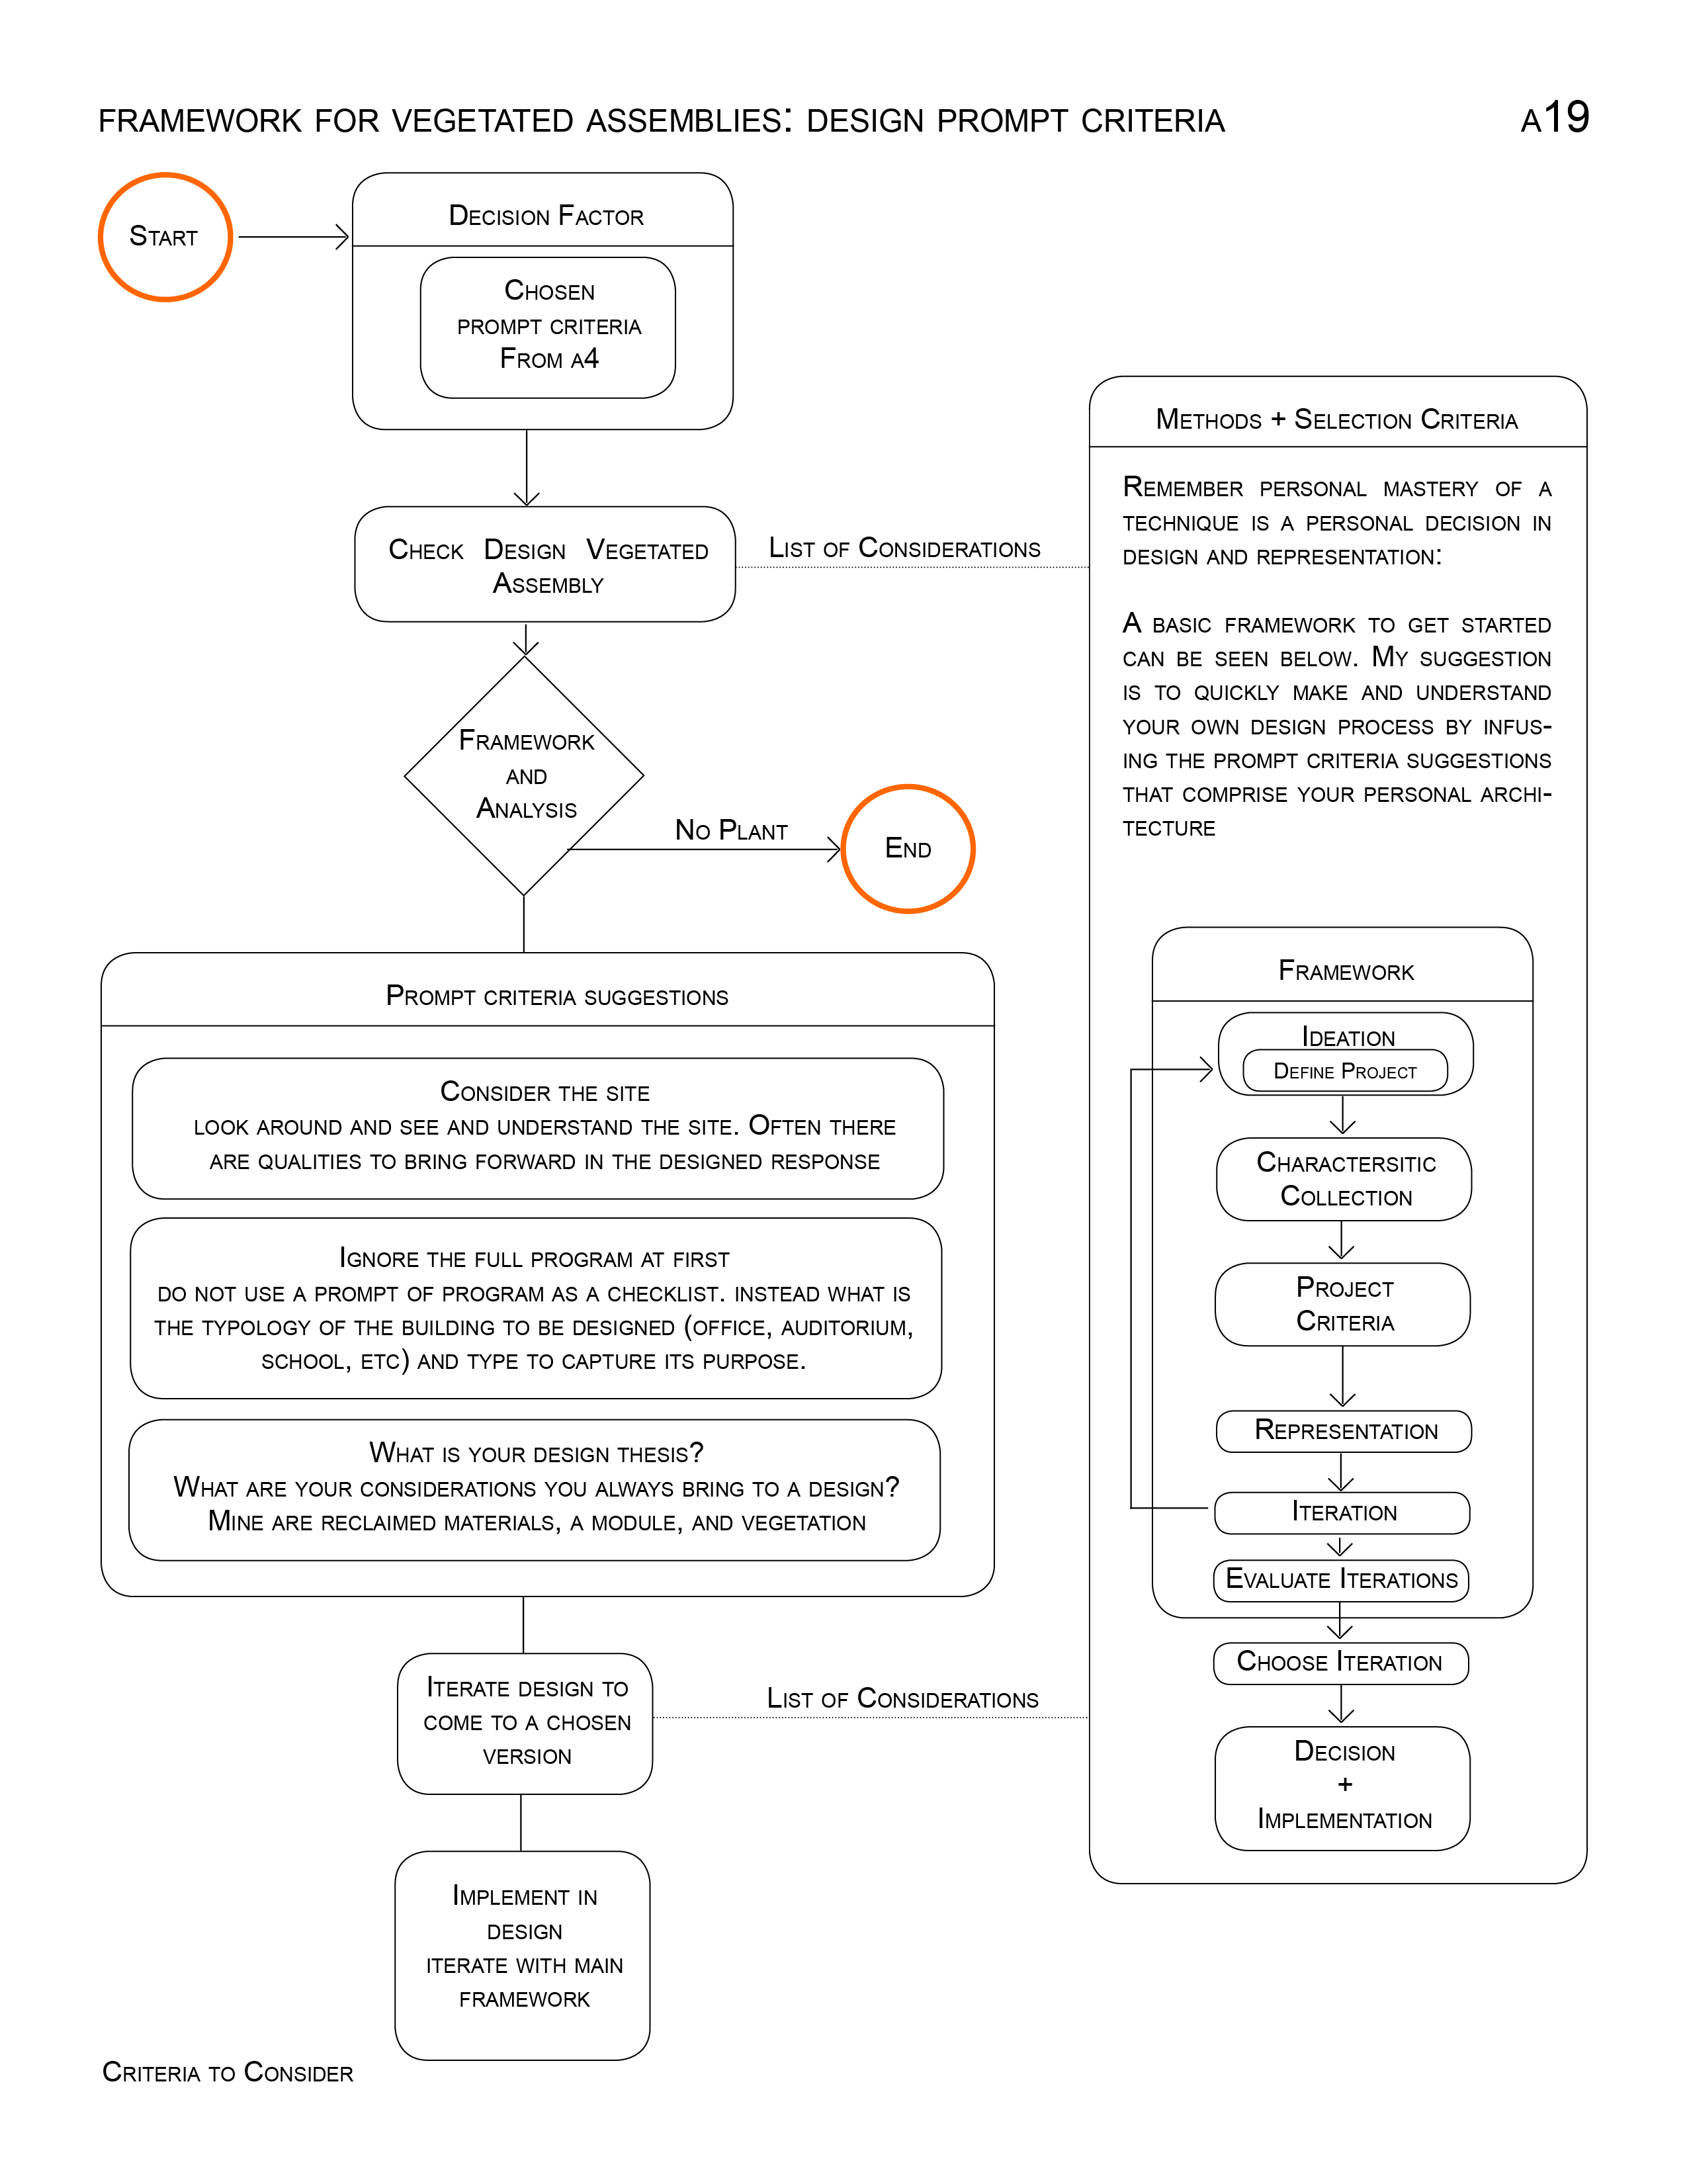 FRAMEWORK FOR VEGETATED ASSEMBLIES: DESIGN PROMPT CRITERIA
A19
START
DECISION FACTOR
CHOSEN
PROMPT CRITERIA
FROM A4
CHECK DESIGN VEGETATED
ASSEMBLY
LIST OF CONSIDERATIONS
FRAMEWORK
AND
ANALYSIS
NO PLANT
END
PROMPT CRITERIA SUGGESTIONS
CONSIDER THE SITE
LOOK AROUND AND SEE AND UNDERSTAND THE SITE. OFTEN THERE
ARE QUALITIES TO BRING FORWARD IN THE DESIGNED RESPONSE
IGNORE THE FULL PROGRAM AT FIRST
DO NOT USE A PROMPT OF PROGRAM AS A CHECKLIST. INSTEAD WHAT IS
THE TYPOLOGY OF THE BUILDING TO BE DESIGNED (OFFICE, AUDITORIUM,
SCHOOL, ETC) AND TYPE TO CAPTURE ITS PURPOSE.
WHAT IS YOUR DESIGN THESIS?
WHAT ARE YOUR CONSIDERATIONS YOU ALWAYS BRING TO A DESIGN?
MINE ARE RECLAIMED MATERIALS, A MODULE, AND VEGETATION
ITERATE DESIGN TO
COME TO A CHOSEN
VERSION
LIST OF CONSIDERATIONS
IMPLEMENT IN
DESIGN
ITERATE WITH MAIN
FRAMEWORK
METHODS + SELECTION CRITERIA
REMEMBER PERSONAL MASTERY OF A
TECHNIQUE IS A PERSONAL DECISION IN
DESIGN AND REPRESENTATION:
A BASIC FRAMEWORK TO GET STARTED
CAN BE SEEN BELOW. MY SUGGESTION
IS TO QUICKLY MAKE AND UNDERSTAND
YOUR OWN DESIGN PROCESS BY INFUS-
ING THE PROMPT CRITERIA SUGGESTIONS
THAT COMPRISE YOUR PERSONAL ARCHI-
TECTURE
FRAMEWORK
IDEATION
DEFINE PROJECT
CHARACTERSITIC
COLLECTION
PROJECT
CRITERIA
REPRESENTATION
ITERATION
EVALUATE ITERATIONS
CHOOSE ITERATION
DECISION
+
IMPLEMENTATION
CRITERIA TO CONSIDER